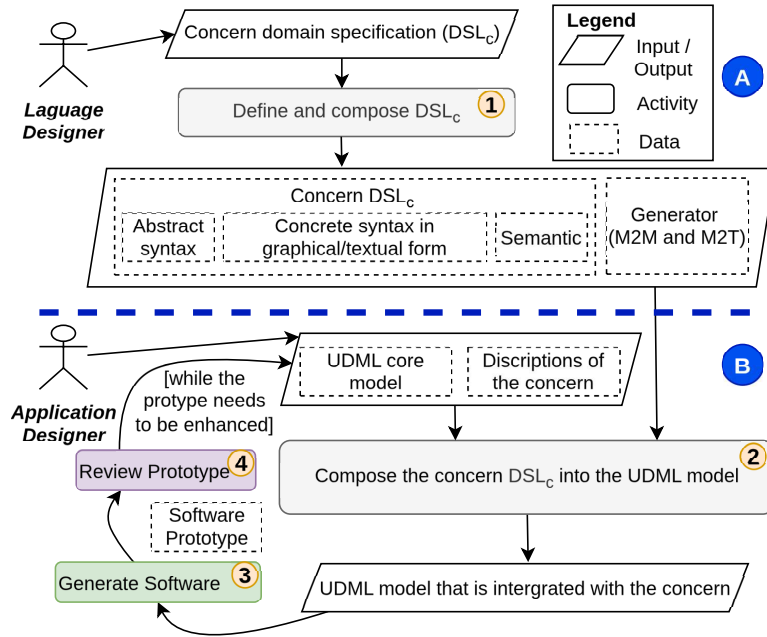 Concern domain specification (DSLc)
Legend
Input /
Output
Activity
Data
A
Laguage
Designer
1
Define and compose DSLc
Concern DSLc
Abstract
syntax
Concrete syntax in
graphical/textual form
Semantic
Generator
(M2M and M2T)
B
Application
Designer
UDML core
model
Discriptions of
the concern
[while the
protype needs
to be enhanced]
Review Prototype
4
2
Compose the concern DSLc into the UDML model
Software
Prototype
Generate Software
3
UDML model that is intergrated with the concern